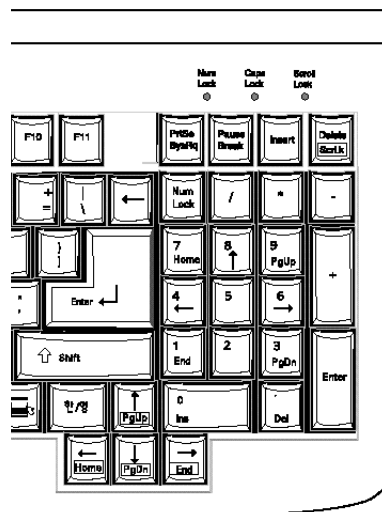 Num Caps Scroll
Lock Lock Lock
F10 F11 PrtSc Pause Insert Delete
SysRq Break ScrLk
+ | ← Num / * -
= \ Lock
} 7 8 9 +
] Home ↑ PgUp
Enter 4 5 6
← →
⇧ Shift 1 2 3 Enter
End PgDn
한/영 ↑ 0 .
PgUp Ins Del
← ↓ →
Home PgDn End